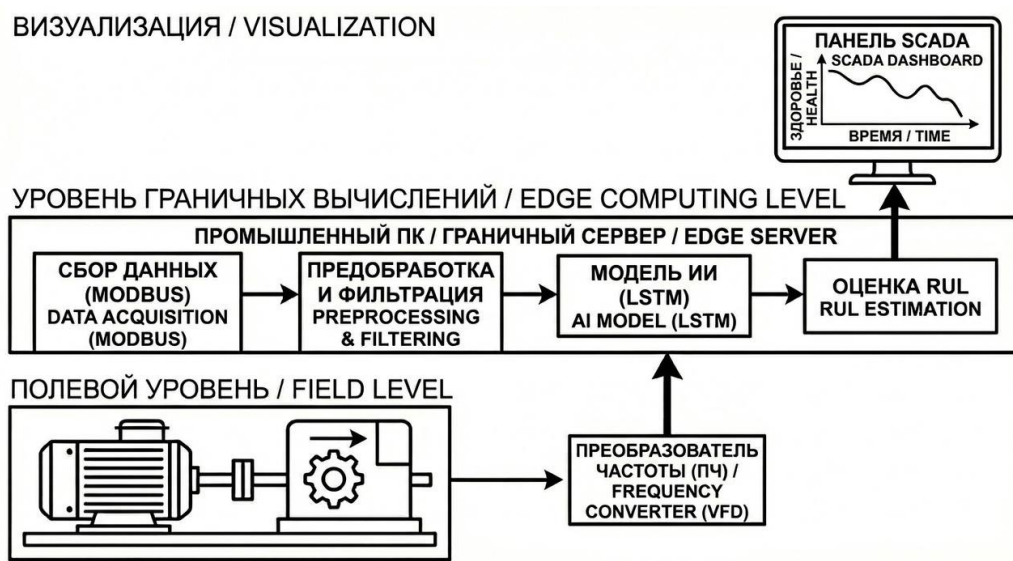 ВИЗУАЛИЗАЦИЯ / VISUALIZATION
ПАНЕЛЬ SCADA
SCADA DASHBOARD
ЗДОРОВЬЕ /
HEALTH
ВРЕМЯ / TIME
УРОВЕНЬ ГРАНИЧНЫХ ВЫЧИСЛЕНИЙ / EDGE COMPUTING LEVEL
ПРОМЫШЛЕННЫЙ ПК / ГРАНИЧНЫЙ СЕРВЕР / EDGE SERVER
СБОР ДАННЫХ
(MODBUS)
DATA ACQUISITION
(MODBUS)
ПРЕДОБРАБОТКА
И ФИЛЬТРАЦИЯ
PREPROCESSING
& FILTERING
МОДЕЛЬ ИИ
(LSTM)
AI MODEL (LSTM)
ОЦЕНКА RUL
RUL ESTIMATION
ПОЛЕВОЙ УРОВЕНЬ / FIELD LEVEL
ПРЕОБРАЗОВАТЕЛЬ
ЧАСТОТЫ (ПЧ) /
FREQUENCY
CONVERTER (VFD)